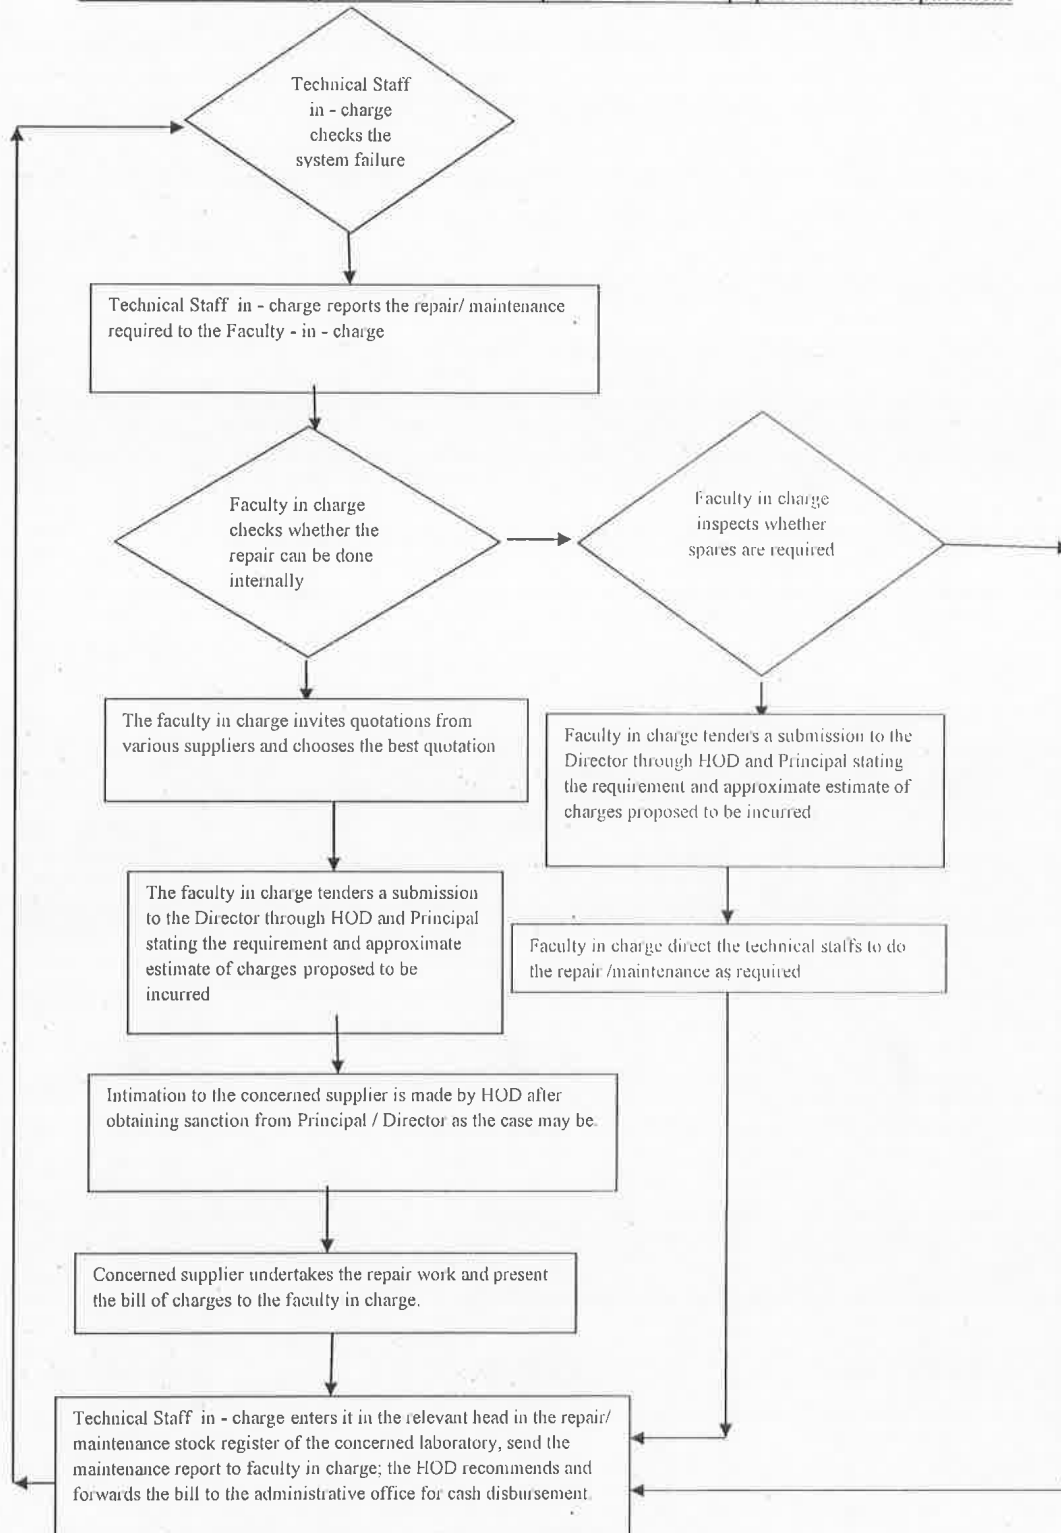 Technical Staff
in - charge
checks the
system failure
Technical Staff in - charge reports the repair/ maintenance
required to the Faculty - in - charge
Faculty in charge
checks whether the
repair can be done
internally
Faculty in charge
inspects whether
spares are required
The faculty in charge invites quotations from
various suppliers and chooses the best quotation
Faculty in charge tenders a submission to the
Director through HOD and Principal stating
the requirement and approximate estimate of
charges proposed to be incurred
The faculty in charge tenders a submission
to the Director through HOD and Principal
stating the requirement and approximate
estimate of charges proposed to be
incurred
Faculty in charge direct the technical staffs to do
the repair /maintenance as required
Intimation to the concerned supplier is made by HOD after
obtaining sanction from Principal / Director as the case may be.
Concerned supplier undertakes the repair work and present
the bill of charges to the faculty in charge.
Technical Staff in - charge enters it in the relevant head in the repair/
maintenance stock register of the concerned laboratory, send the
maintenance report to faculty in charge; the HOD recommends and
forwards the bill to the administrative office for cash disbursement.